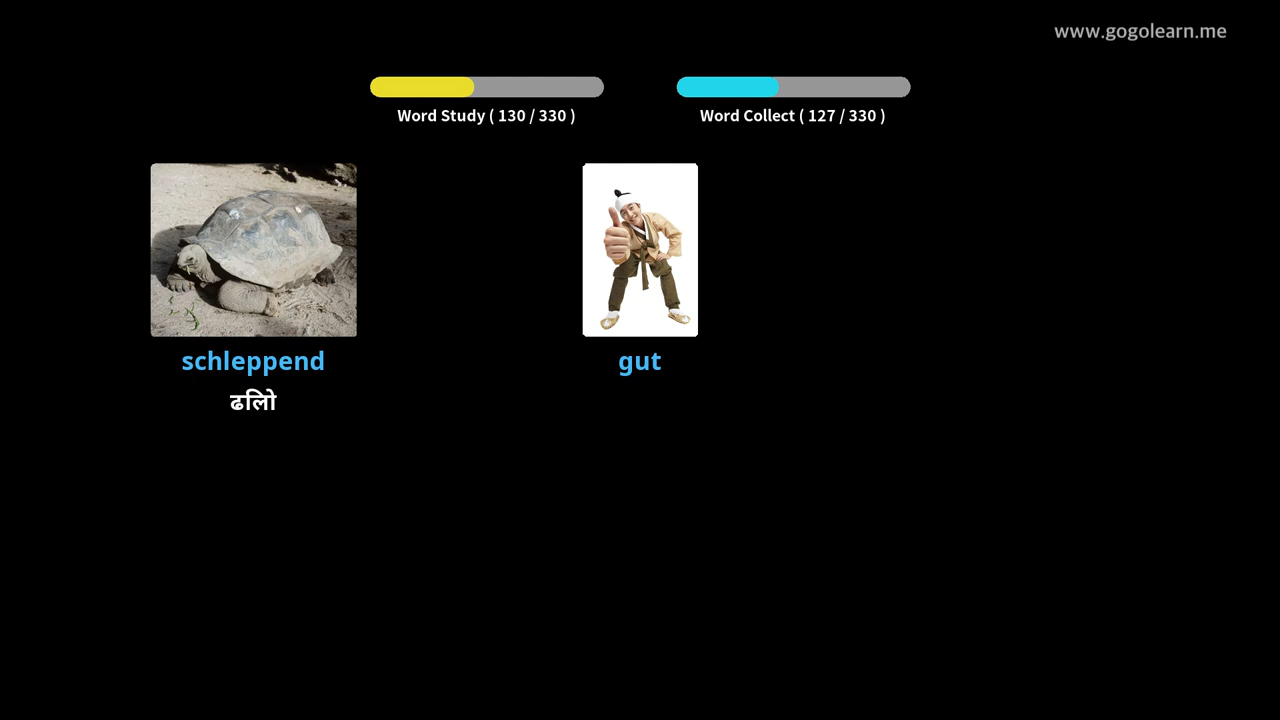 www.gogolearn.me
Word Study ( 130 / 330 )
Word Collect ( 127 / 330 )
schleppend
gut
ढलिो